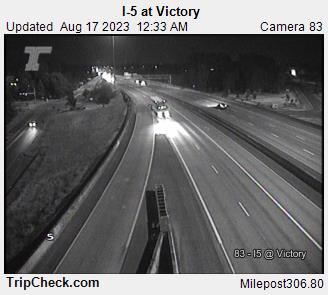 I-5 at Victory
Updated Aug 17 2023 12:33 AM Camera 83
T
S
83 - I5 @ Victory
TripCheck.com Milepost306.80